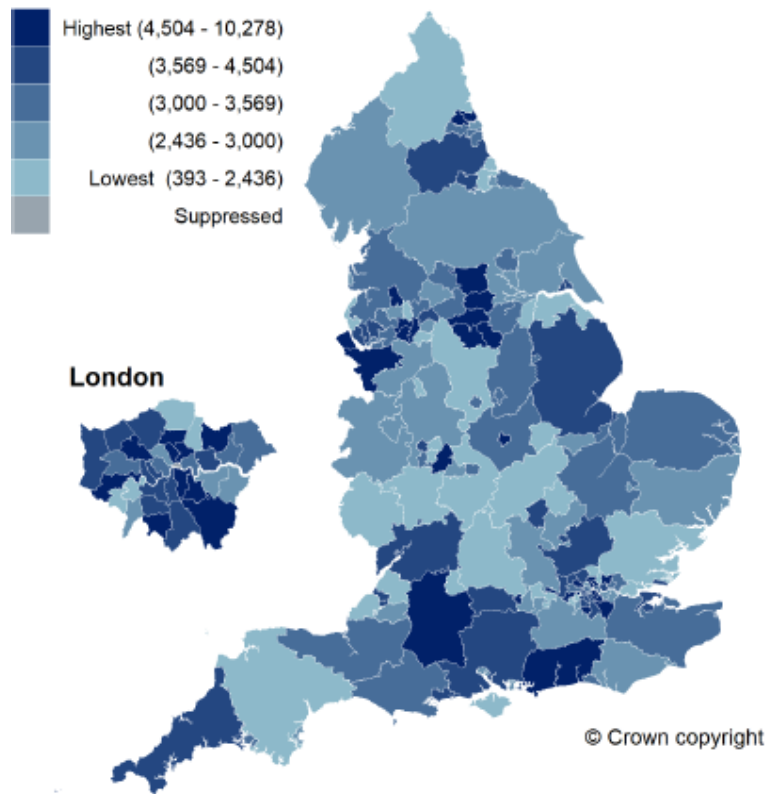 Highest (4,504 - 10,278)
(3,569 - 4,504)
(3,000 - 3,569)
(2,436 - 3,000)
Lowest (393 - 2,436)
Suppressed
London
© Crown copyright